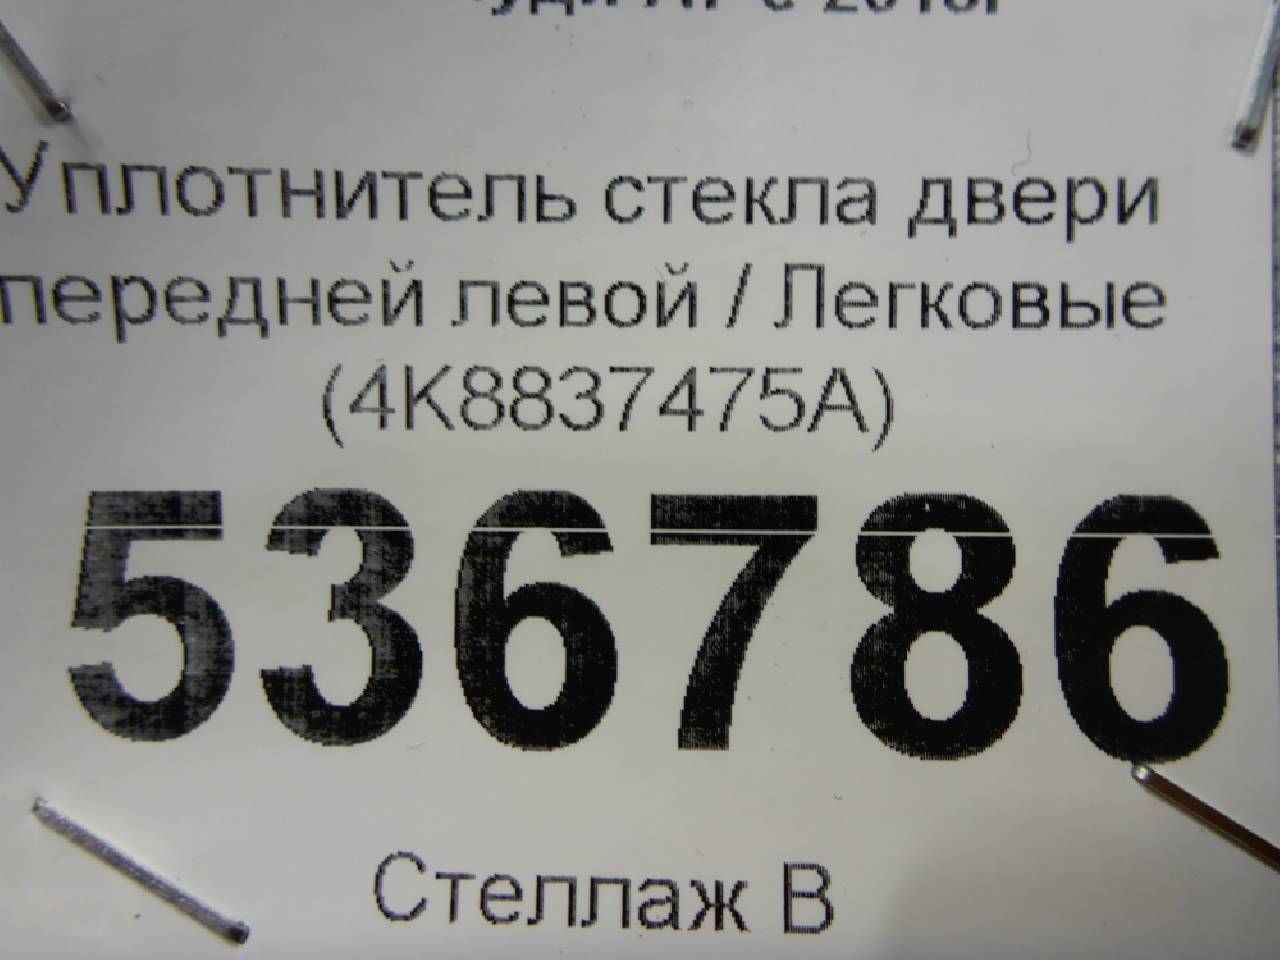 Уплотнитель стекла двери
передней левой / Легковые
(4K8837475A)
536786
Стеллаж В